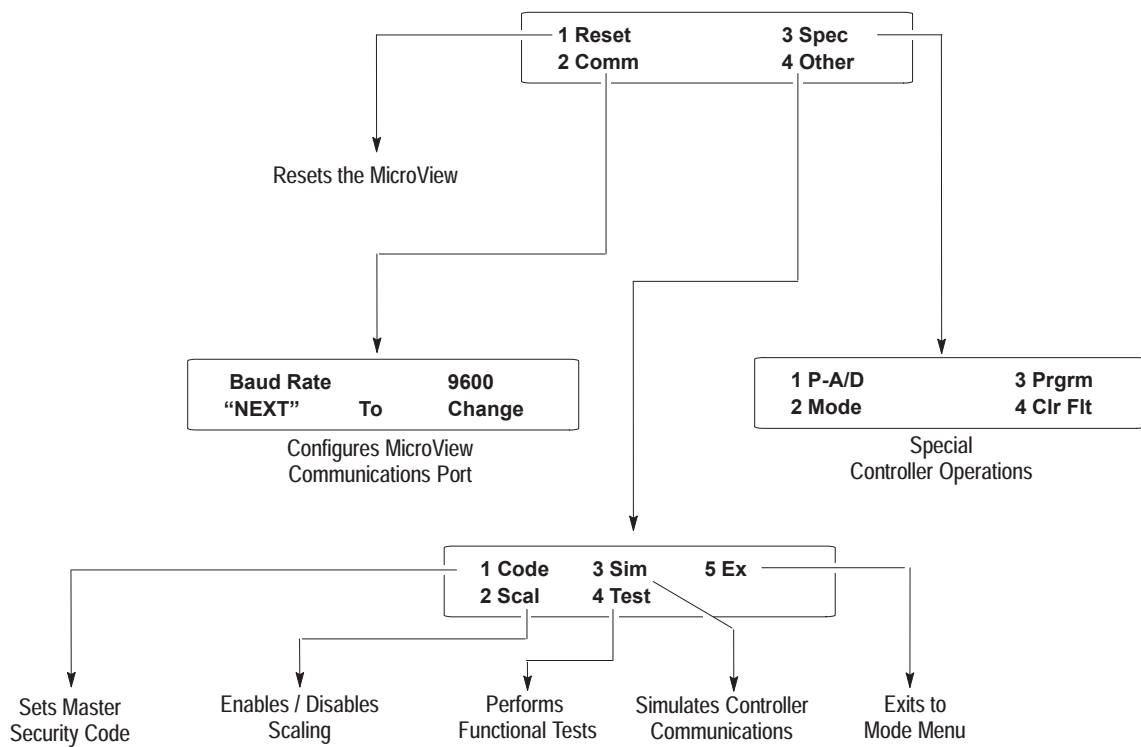 1 Reset 3 Spec
2 Comm 4 Other
Resets the MicroView
Baud Rate 9600
“NEXT” To Change
Configures MicroView
Communications Port
1 P-A/D 3 Prgrm
2 Mode 4 Clr Flt
Special
Controller Operations
1 Code 3 Sim 5 Ex
2 Scal 4 Test
Sets Master
Security Code
Enables / Disables
Scaling
Performs
Functional Tests
Simulates Controller
Communications
Exits to
Mode Menu